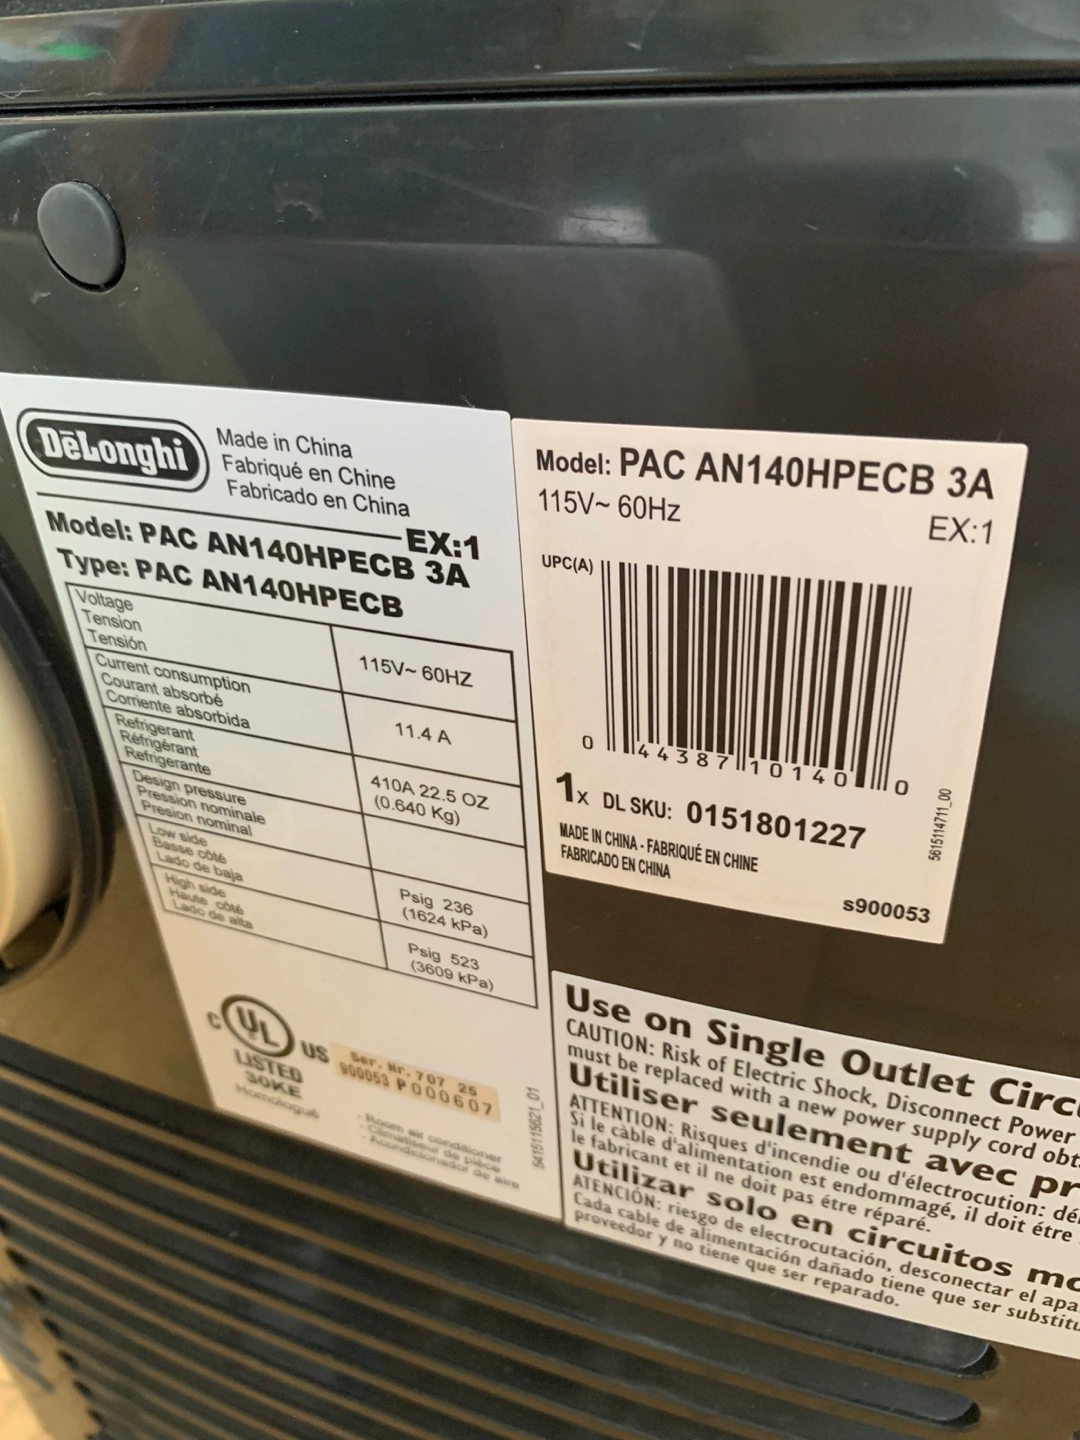 DēLonghi
Made in China
Fabriqué en Chine
Fabricado en China
EX:1
Model: PAC AN140HPECB 3A
Type: PAC AN140HPECB
Voltage
Tension
Tensión
115V~ 60HZ
Current consumption
Courant absorbé
Corriente absorbida
11.4 A
Refrigerant
Réfrigérant
Refrigerante
410A 22.5 OZ
(0.640 Kg)
Design pressure
Pression nominale
Presion nominal
Low side
Basse côté
Lado de baja
Psig 236
(1624 kPa)
High side
Haute côté
Lado de alta
Psig 523
(3609 kPa)
C UL US
LISTED
30KE
Homologué
Ser. Nr. 707 25
900053 P 000607
- Room air conditioner
- Climatiseur de pièce
- Acondicionador de aire
5415115621_01
Model: PAC AN140HPECB 3A
115V~ 60Hz
EX:1
UPC(A)
0 44387 10140 0
1x DL SKU: 0151801227
MADE IN CHINA - FABRIQUÉ EN CHINE
FABRICADO EN CHINA
5615114711_00
s900053
Use on Single Outlet Circ
CAUTION: Risk of Electric Shock, Disconnect Power
must be replaced with a new power supply cord obt
Utiliser seulement avec pr
ATTENTION: Risques d'incendie ou d'électrocution: dé
Si le càble d'alimentation est endommagé, il doit étre
le fabricant et il ne doit pas étre réparé.
Utilizar solo en circuitos mo
ATENCIÓN: riesgo de electrocutación, desconectar el apa
Cada cable de alimentación dañado tiene que ser substitu
proveedor y no tiene que ser reparado.